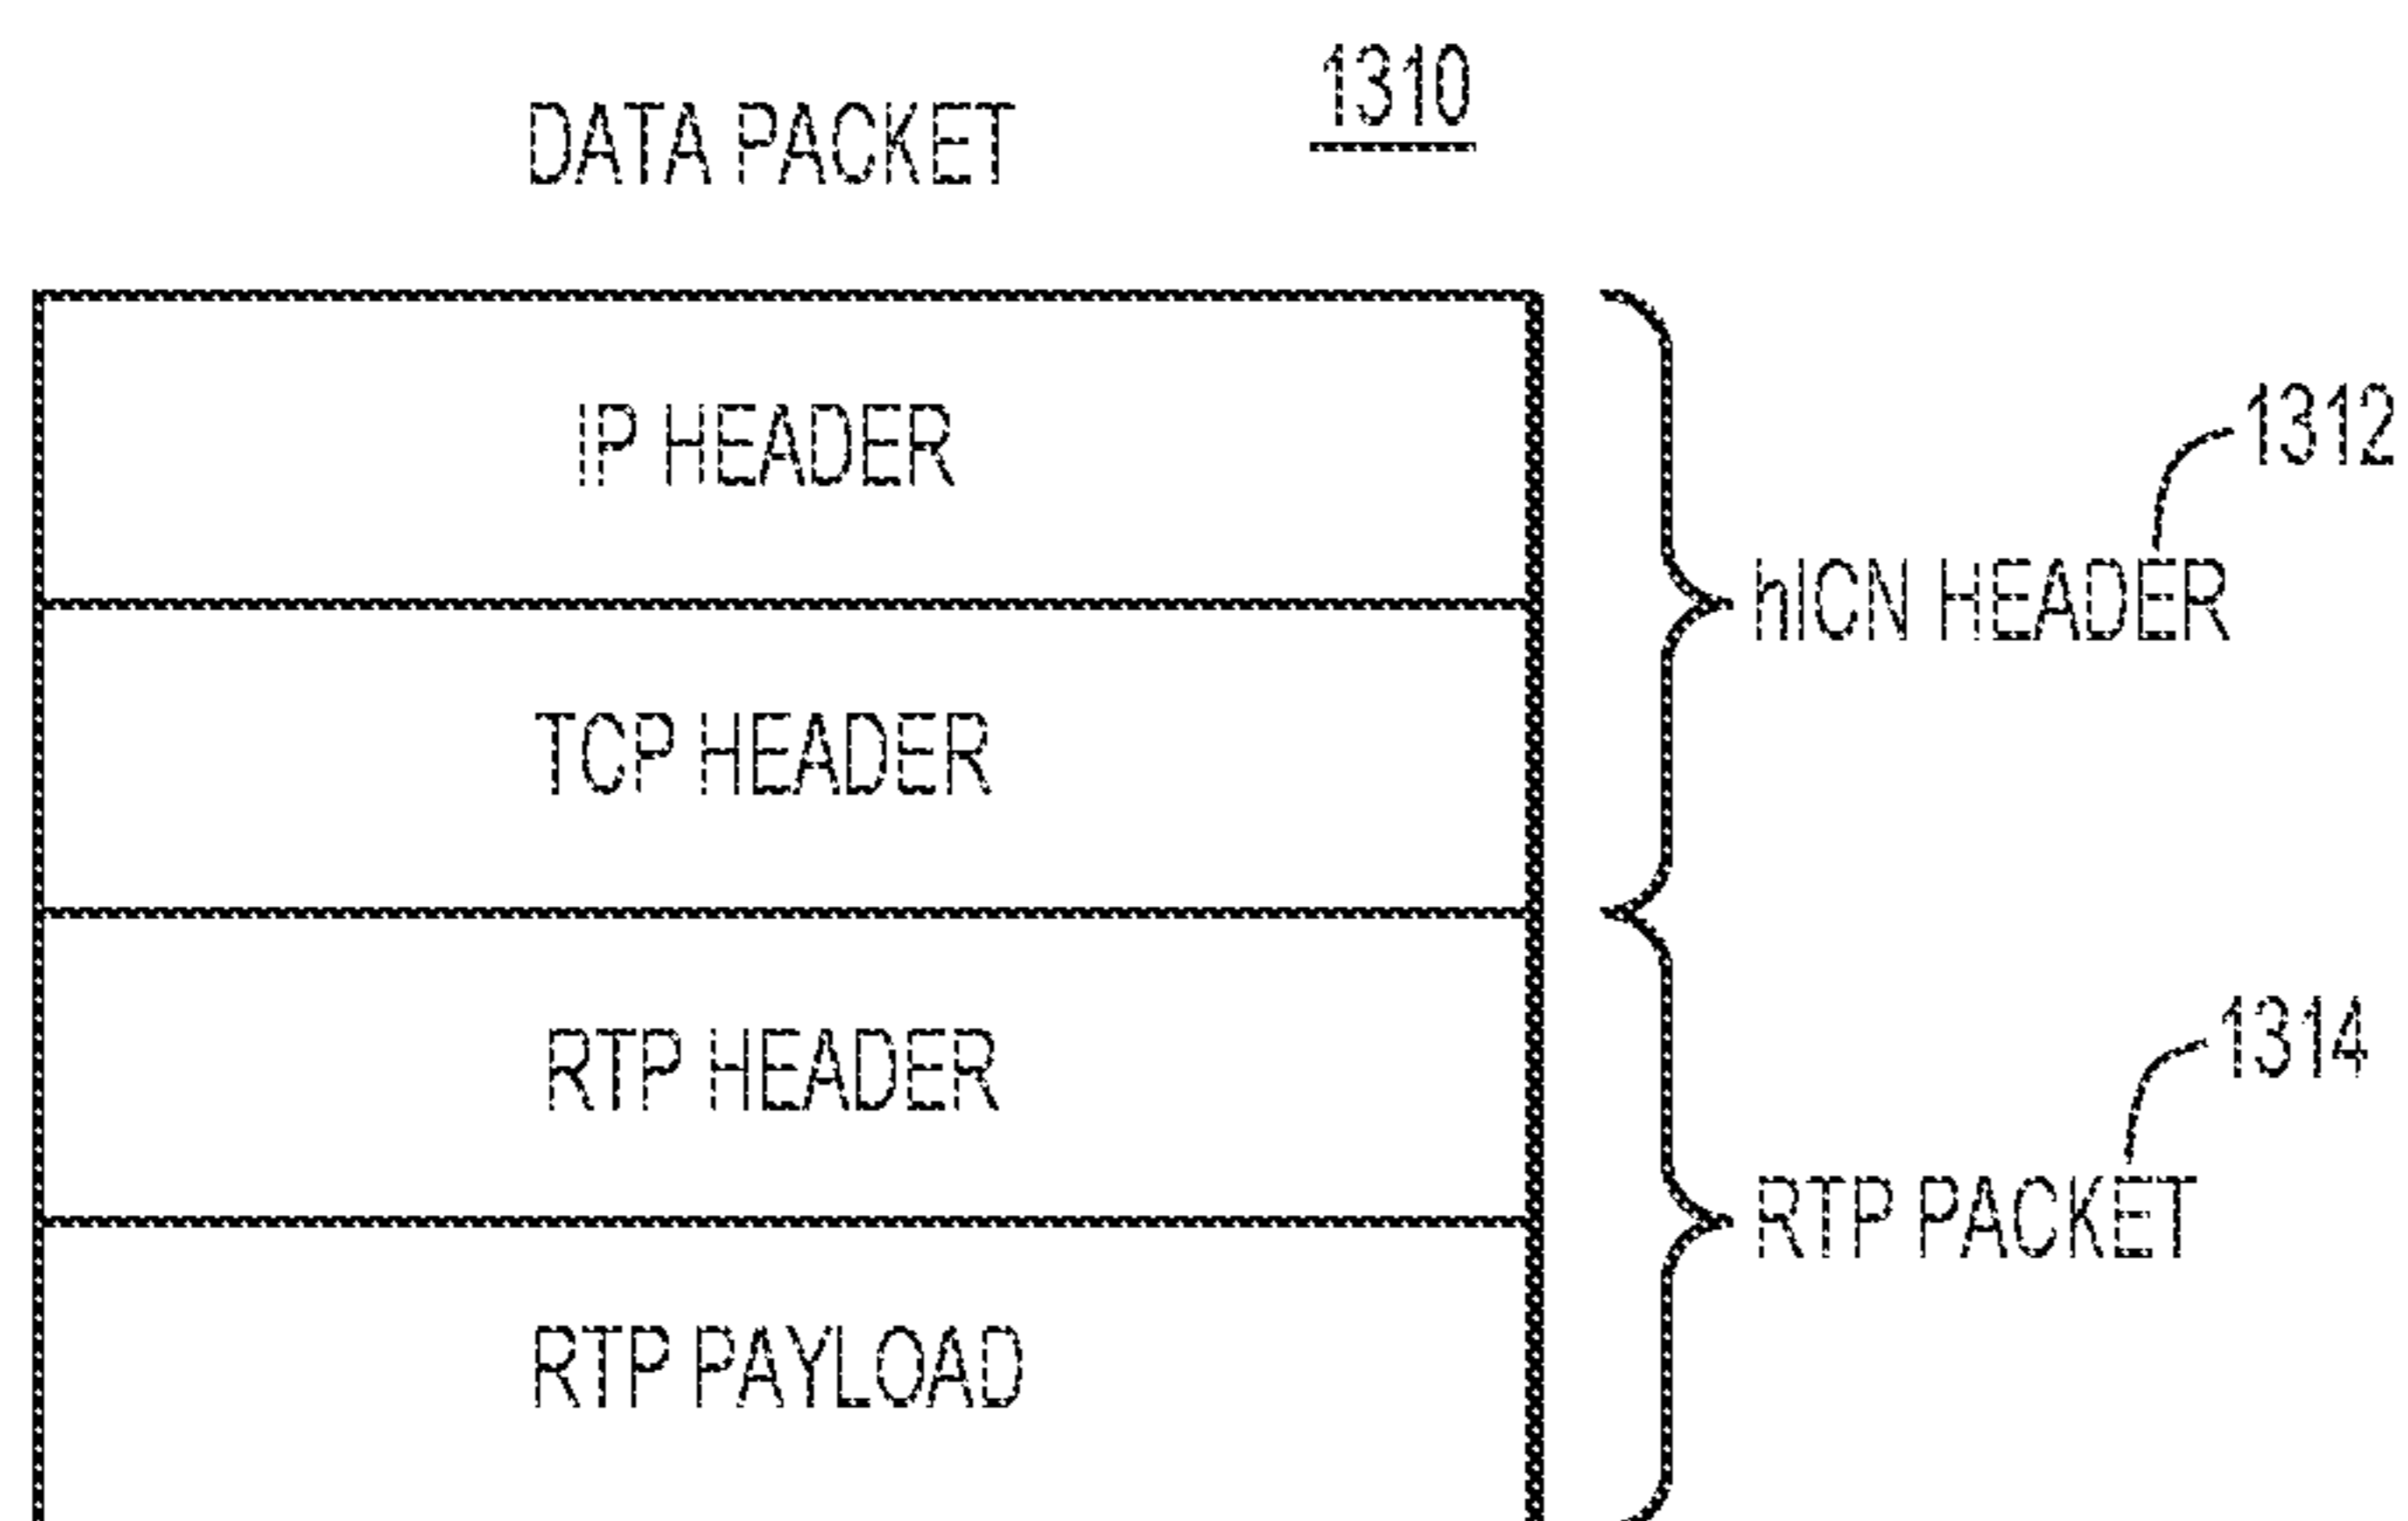 1310
DATA PACKET
IP HEADER
1312
hICN HEADER
TCP HEADER
RTP HEADER
1314
RTP PACKET
RTP PAYLOAD